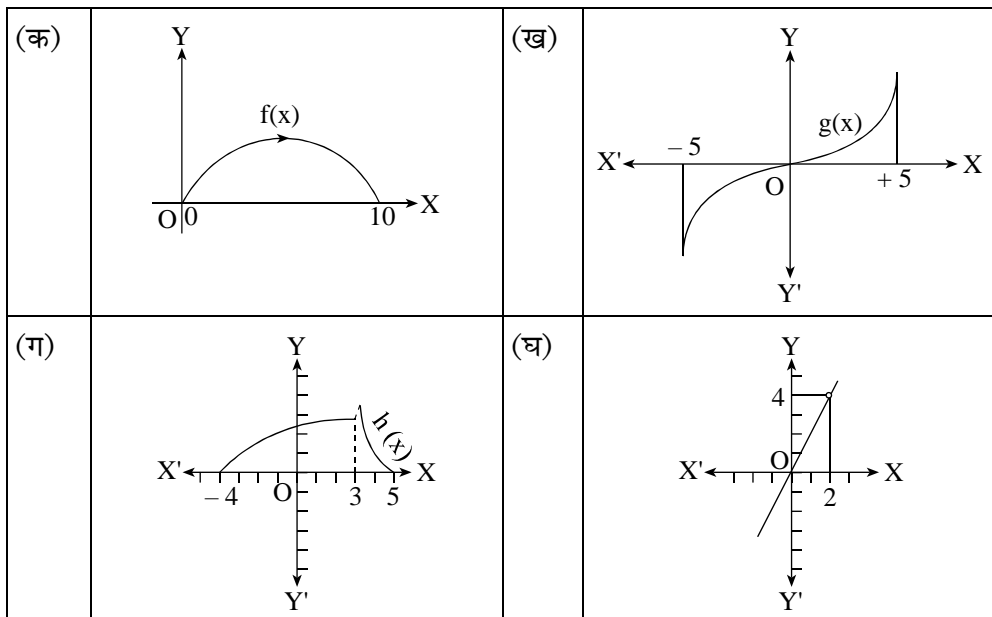 (क)
Y
f(x)
O 0 10 X
(ख)
Y
g(x)
– 5
X' O + 5 X
Y'
(ग)
Y
h (x)
X' – 4 O 3 5 X
Y'
(घ)
Y
4
X' O 2 X
Y'